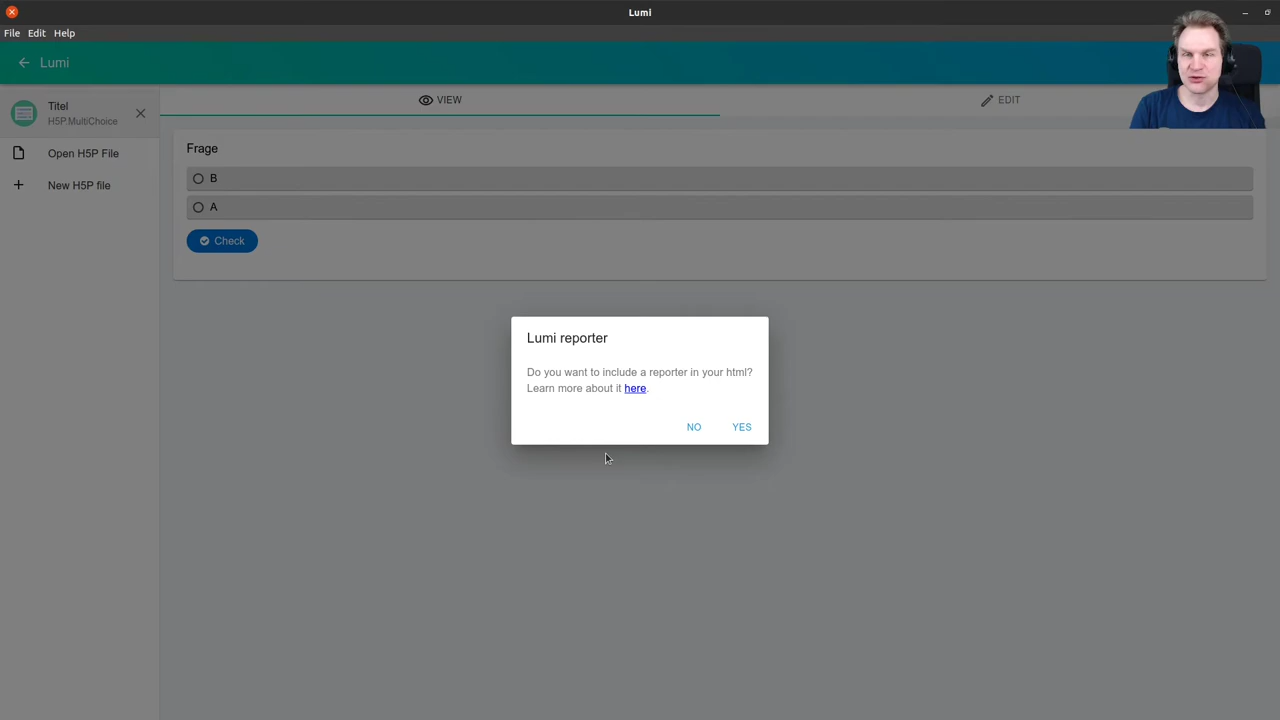 Lumi
File Edit Help
Lumi
Titel
H5P.MultiChoice
Open H5P File
New H5P file
VIEW
EDIT
Frage
B
A
Check
Lumi reporter
Do you want to include a reporter in your html?
Learn more about it here.
NO YES